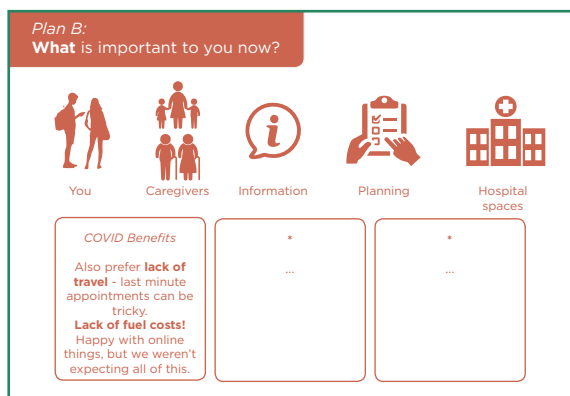 Plan B:
What is important to you now?
You
Caregivers
Information
Planning
Hospital
spaces
COVID Benefits
Also prefer lack of
travel - last minute
appointments can be
tricky.
Lack of fuel costs!
Happy with online
things, but we weren't
expecting all of this.
*
...
*
...